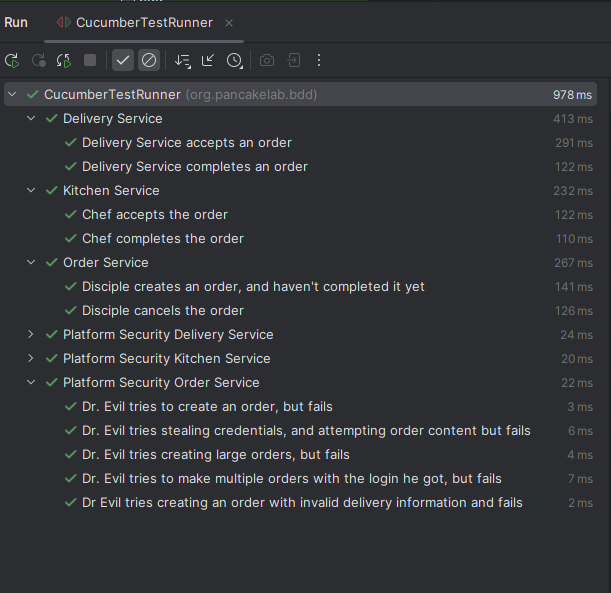 Run CucumberTestRunner
CucumberTestRunner (org.pancakelab.bdd) 978 ms
Delivery Service 413 ms
Delivery Service accepts an order 291 ms
Delivery Service completes an order 122 ms
Kitchen Service 232 ms
Chef accepts the order 122 ms
Chef completes the order 110 ms
Order Service 267 ms
Disciple creates an order, and haven't completed it yet 141 ms
Disciple cancels the order 126 ms
Platform Security Delivery Service 24 ms
Platform Security Kitchen Service 20 ms
Platform Security Order Service 22 ms
Dr. Evil tries to create an order, but fails 3 ms
Dr. Evil tries stealing credentials, and attempting order content but fails 6 ms
Dr. Evil tries creating large orders, but fails 4 ms
Dr. Evil tries to make multiple orders with the login he got, but fails 7 ms
Dr Evil tries creating an order with invalid delivery information and fails 2 ms